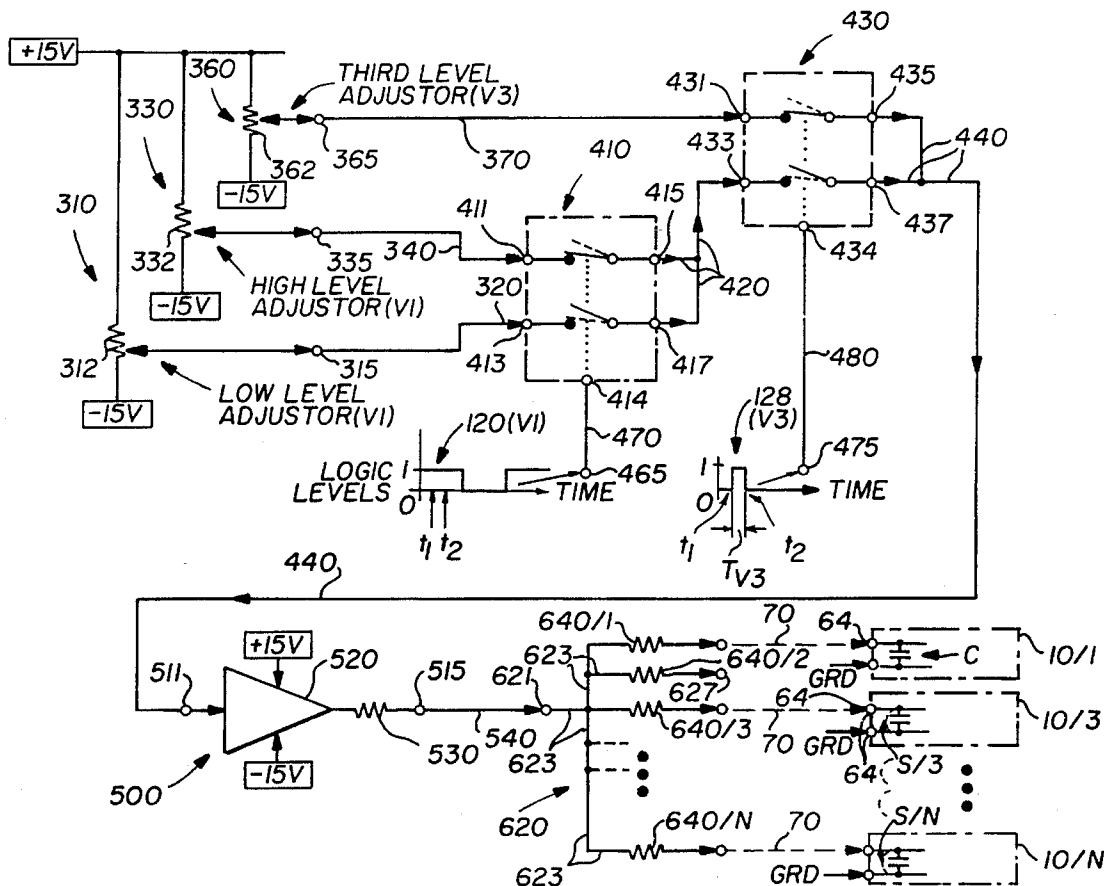 +15V
360
THIRD LEVEL
ADJUSTOR(V3)
430
431
435
330
362
365
370
410
433
440
-15V
310
411
415
437
332
335
340
434
420
HIGH LEVEL
ADJUSTOR(V1)
320
-15V
312
315
413
417
480
LOW LEVEL
ADJUSTOR(V1)
414
128
(V3)
-15V
120(V1)
470
475
LOGIC
LEVELS
1
0
465
TIME
1
0
TIME
t1
t2
t1
TV3
t2
440
640/1
70
64
10/1
+15V
520
623
640/2
C
511
515
621
627
GRD
64
10/3
640/3
530
540
70
GRD
64
S/3
623
-15V
500
620
S/N
640/N
70
10/N
623
GRD